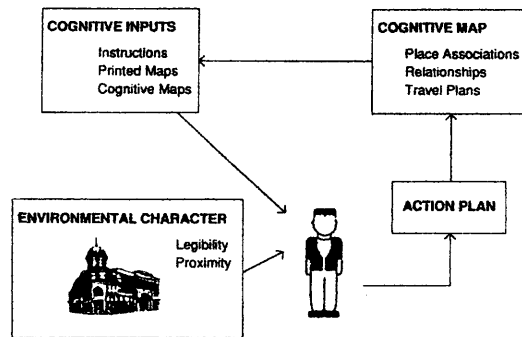 COGNITIVE INPUTS
Instructions
Printed Maps
Cognitive Maps
COGNITIVE MAP
Place Associations
Relationships
Travel Plans
ENVIRONMENTAL CHARACTER
Legibility
Proximity
ACTION PLAN